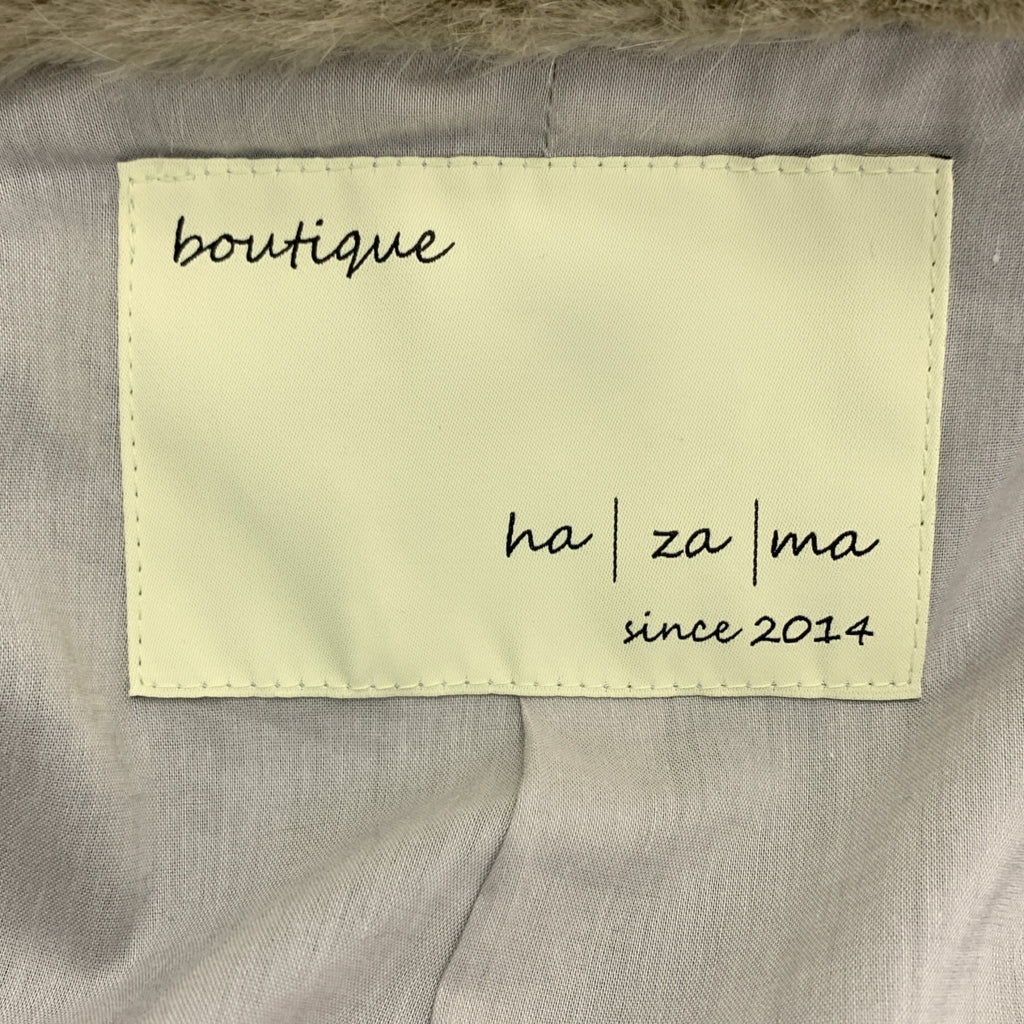 boutique
ha | za | ma
since 2014